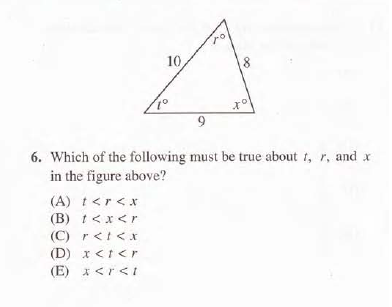 r°
10
8
t°
x°
9
6. Which of the following must be true about t, r, and x
in the figure above?
(A) t < r < x
(B) t < x < r
(C) r < t < x
(D) x < t < r
(E) x < r < t